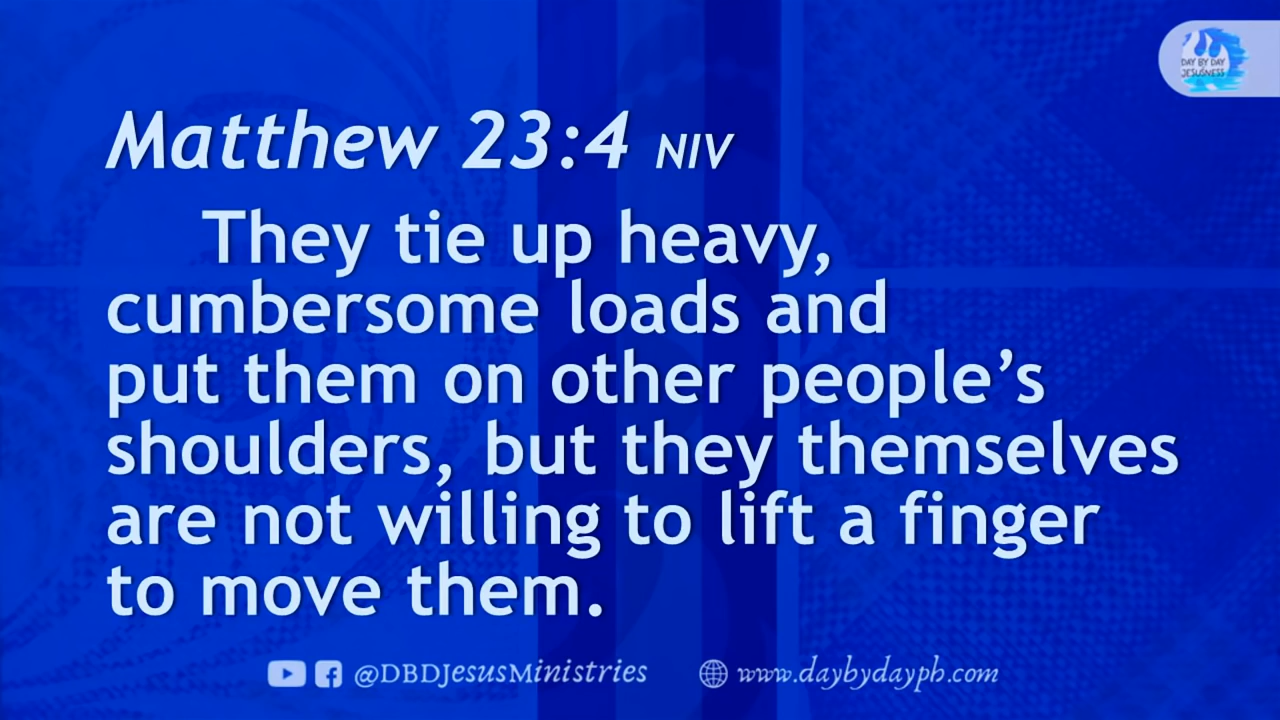 DAY BY DAY
JESUSNESS
Matthew 23:4 NIV
They tie up heavy,
cumbersome loads and
put them on other people’s
shoulders, but they themselves
are not willing to lift a finger
to move them.
@DBDJesusMinistries www.daybydayph.com